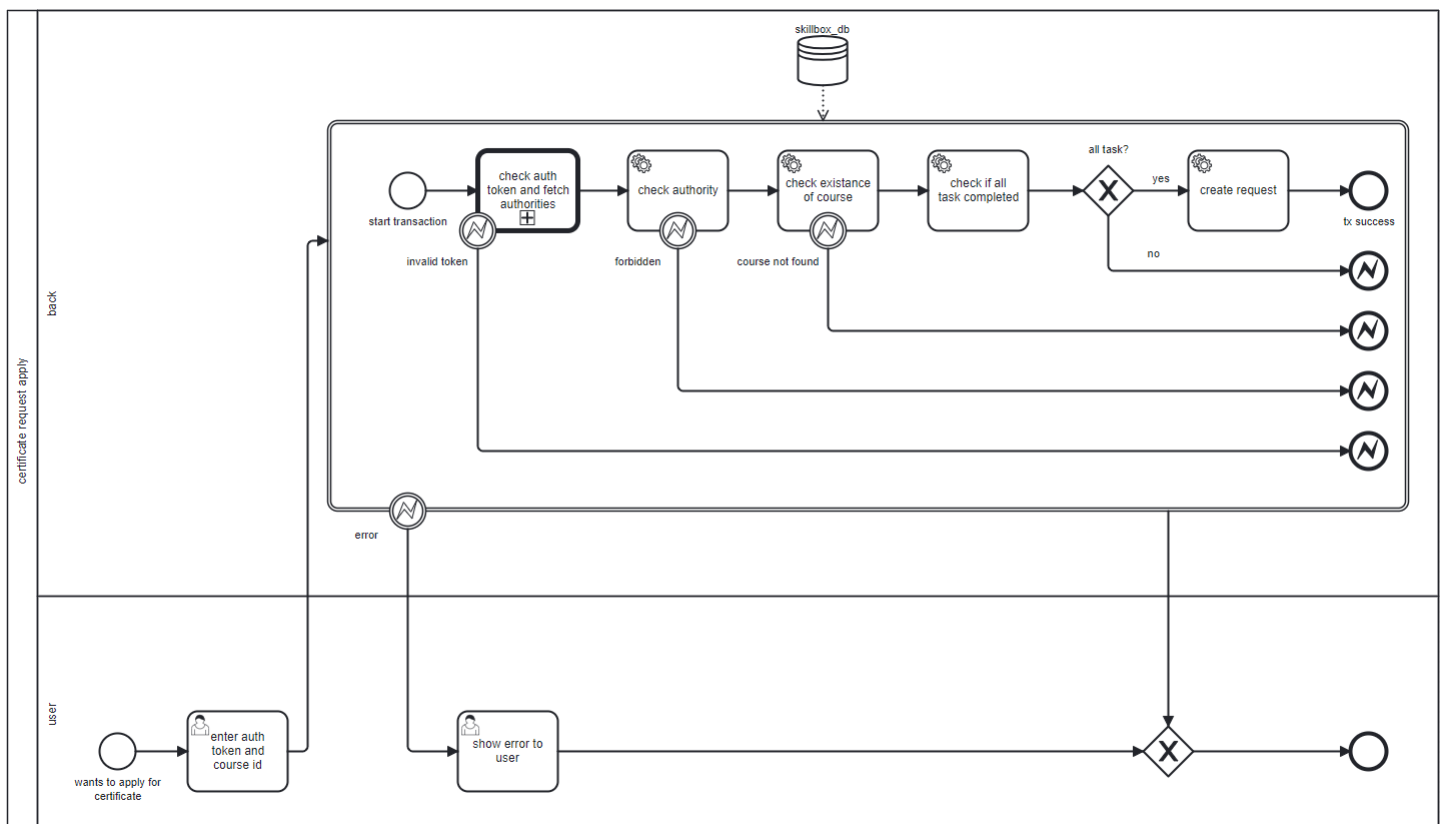 skillbox_db
all task?
check auth
token and fetch
authorities
check authority
check existance
of course
check if all
task completed
yes
create request
start transaction
tx success
invalid token
forbidden
course not found
no
back
certificate request apply
error
user
enter auth
token and
course id
show error to
user
wants to apply for
certificate